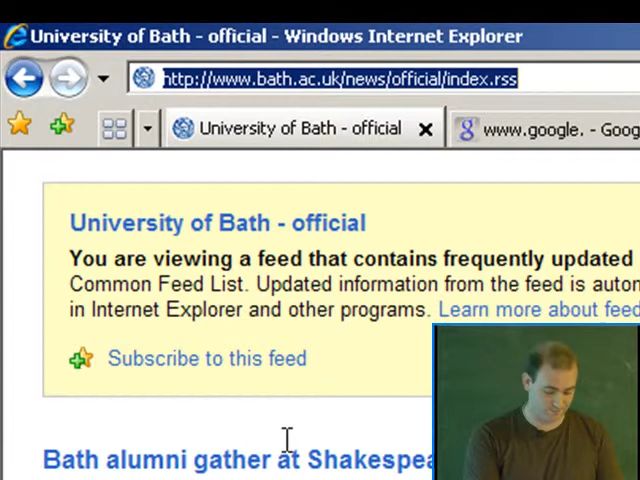 University of Bath - official - Windows Internet Explorer
http://www.bath.ac.uk/news/official/index.rss
University of Bath - official
www.google. - Goog
University of Bath - official
You are viewing a feed that contains frequently updated
Common Feed List. Updated information from the feed is auton
in Internet Explorer and other programs. Learn more about feed
Subscribe to this feed
Bath alumni gather at Shakespea